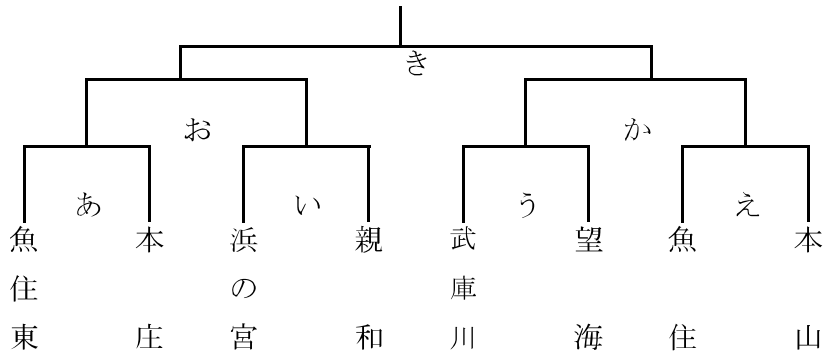 き
お
か
あ
い
う
え
魚住東
本庄
浜の宮
親和
武庫川
望海
魚住
本山